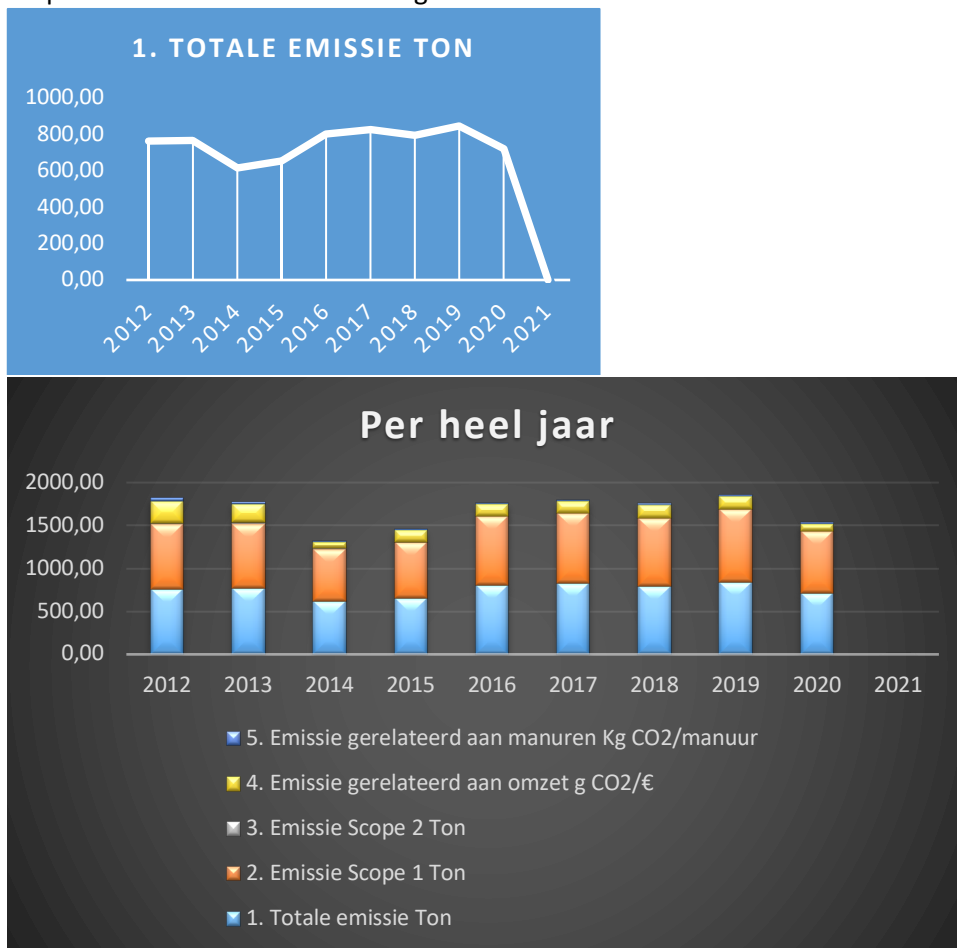 1. TOTALE EMISSIE TON
1000,00
800,00
600,00
400,00
200,00
0,00
2012 2013 2014 2015 2016 2017 2018 2019 2020 2021
Per heel jaar
2000,00
1500,00
1000,00
500,00
0,00
2012 2013 2014 2015 2016 2017 2018 2019 2020 2021
5. Emissie gerelateerd aan manuren Kg CO2/manuur
4. Emissie gerelateerd aan omzet g CO2/€
3. Emissie Scope 2 Ton
2. Emissie Scope 1 Ton
1. Totale emissie Ton